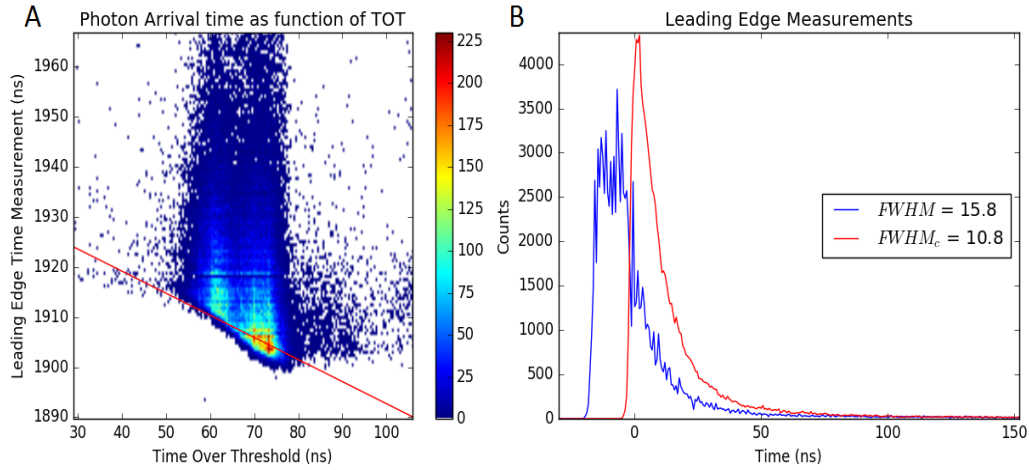 A
Photon Arrival time as function of TOT
Leading Edge Time Measurement (ns)
1960
1950
1940
1930
1920
1910
1900
1890
30 40 50 60 70 80 90 100
Time Over Threshold (ns)
225
200
175
150
125
100
75
50
25
0
B
Leading Edge Measurements
Counts
4000
3500
3000
2500
2000
1500
1000
500
0
0 50 100 150
Time (ns)
FWHM = 15.8
FWHM_c = 10.8